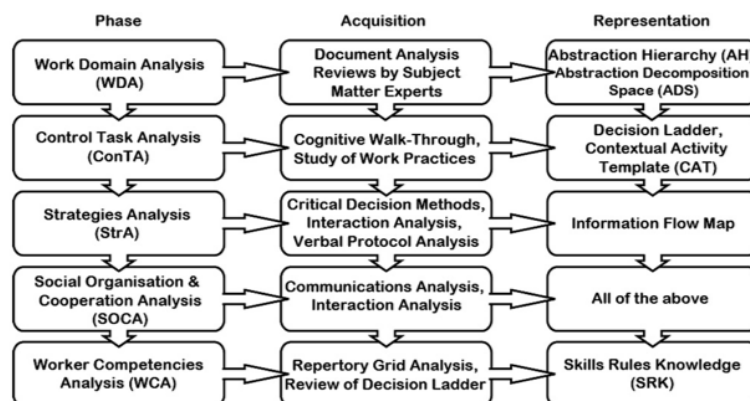 Phase
Acquisition
Representation
Work Domain Analysis
(WDA)
Document Analysis
Reviews by Subject
Matter Experts
Abstraction Hierarchy (AH)
Abstraction Decomposition
Space (ADS)
Control Task Analysis
(ConTA)
Cognitive Walk-Through,
Study of Work Practices
Decision Ladder,
Contextual Activity
Template (CAT)
Strategies Analysis
(StrA)
Critical Decision Methods,
Interaction Analysis,
Verbal Protocol Analysis
Information Flow Map
Social Organisation &
Cooperation Analysis
(SOCA)
Communications Analysis,
Interaction Analysis
All of the above
Worker Competencies
Analysis (WCA)
Repertory Grid Analysis,
Review of Decision Ladder
Skills Rules Knowledge
(SRK)